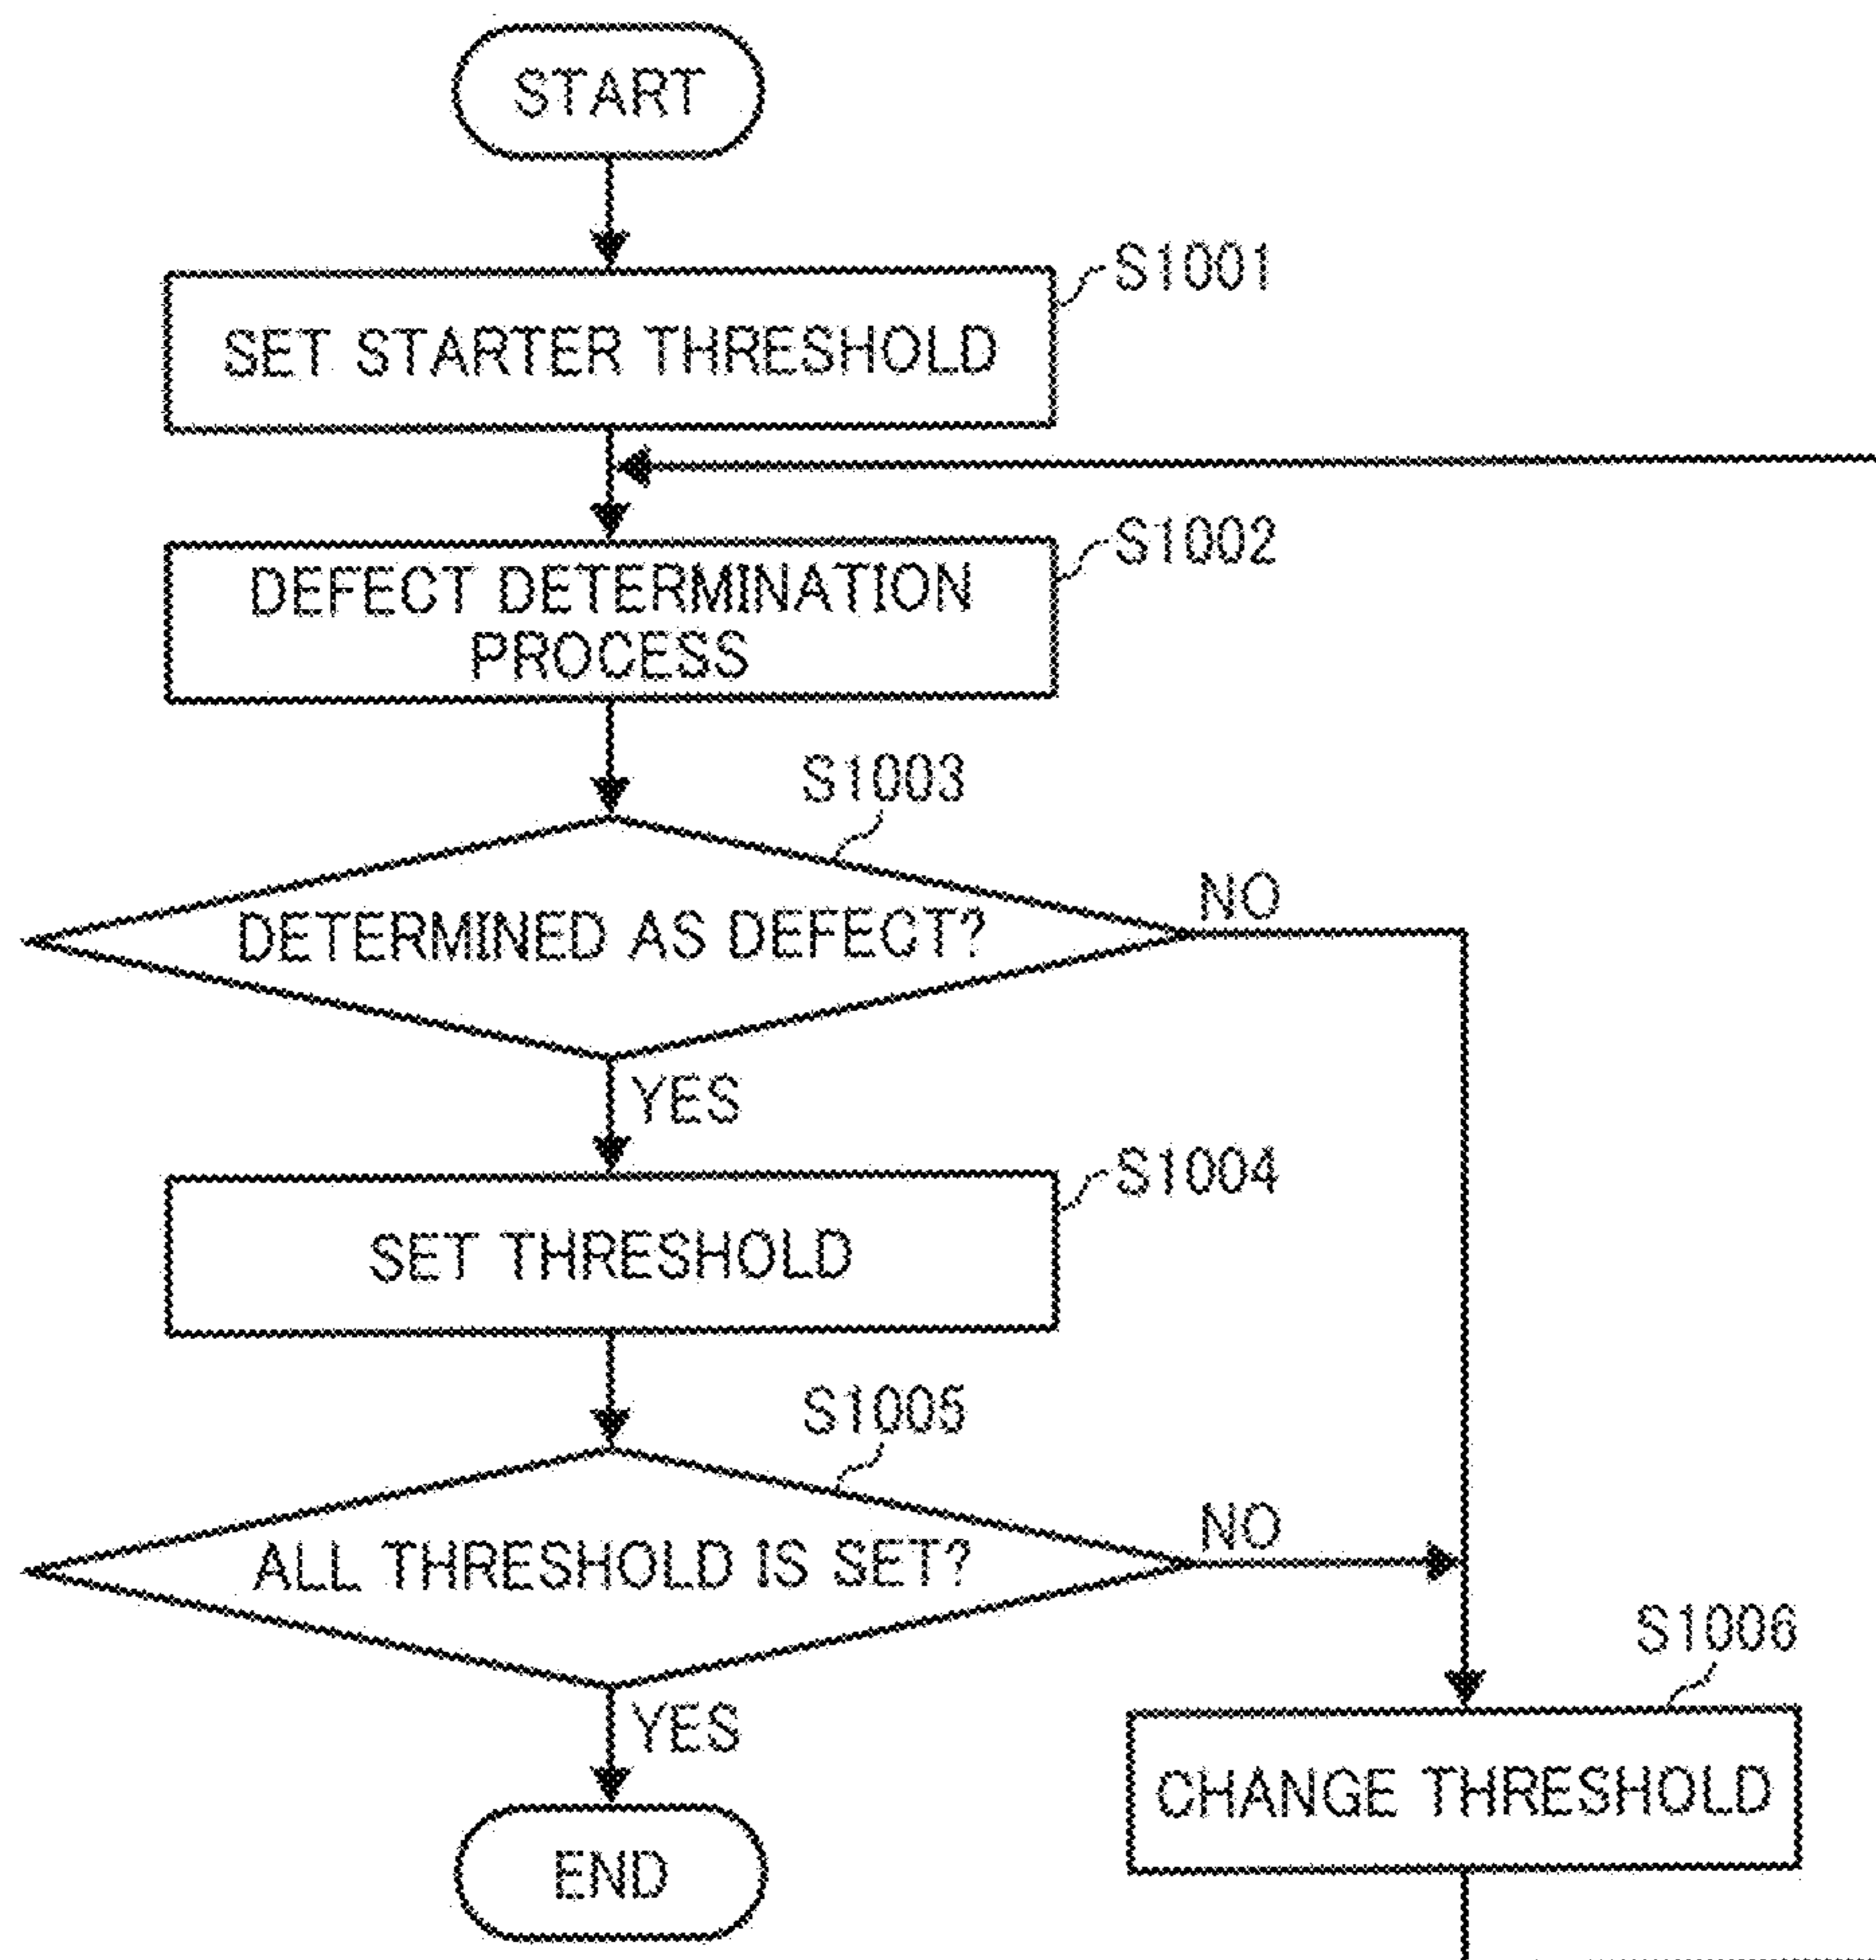 START
S1001
SET STARTER THRESHOLD
S1002
DEFECT DETERMINATION
PROCESS
S1003
DETERMINED AS DEFECT?
NO
YES
S1004
SET THRESHOLD
S1005
ALL THRESHOLD IS SET?
NO
S1006
YES
CHANGE THRESHOLD
END